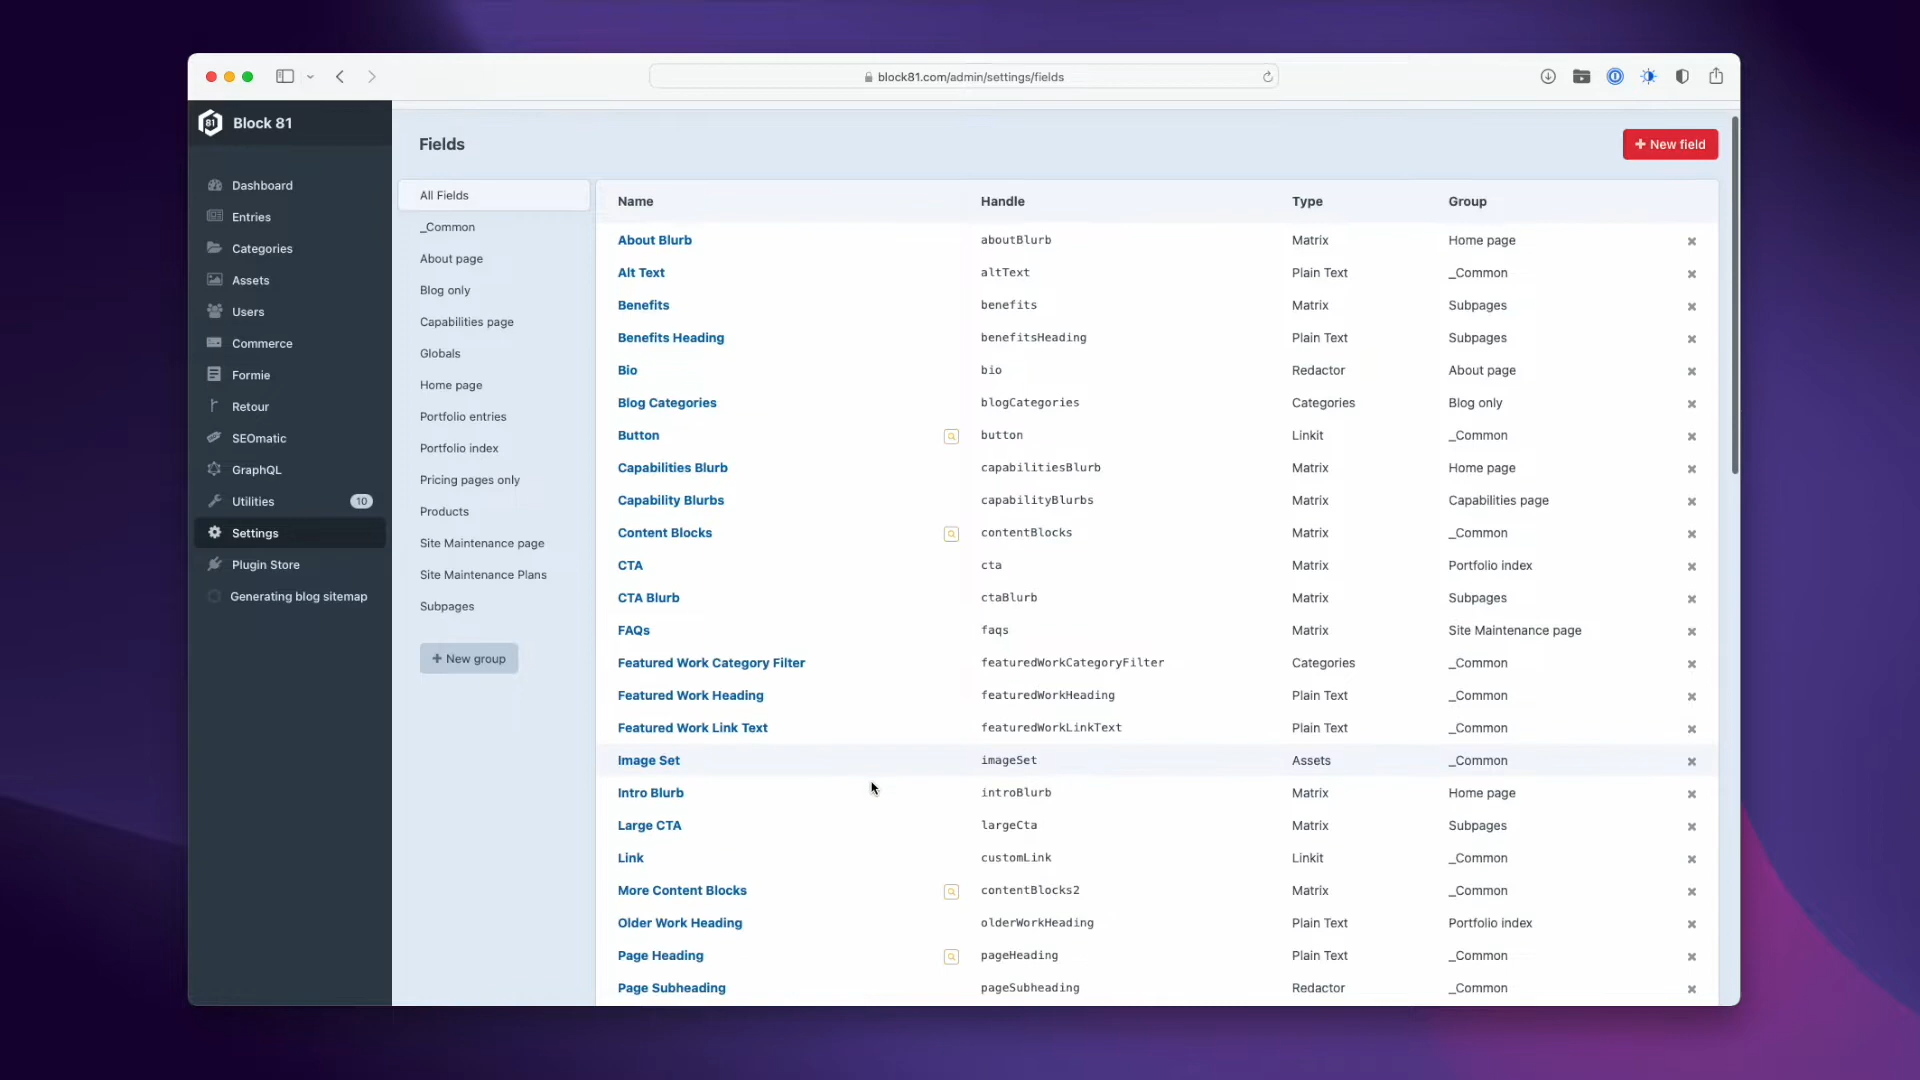 block81.com/admin/settings/fields
81 Block 81
Dashboard
Entries
Categories
Assets
Users
Commerce
Formie
Retour
SEOmatic
GraphQL
Utilities 10
Settings
Plugin Store
Generating blog sitemap
Fields
+ New field
All Fields
_Common
About page
Blog only
Capabilities page
Globals
Home page
Portfolio entries
Portfolio index
Pricing pages only
Products
Site Maintenance page
Site Maintenance Plans
Subpages
+ New group
Name Handle Type Group
About Blurb aboutBlurb Matrix Home page
Alt Text altText Plain Text _Common
Benefits benefits Matrix Subpages
Benefits Heading benefitsHeading Plain Text Subpages
Bio bio Redactor About page
Blog Categories blogCategories Categories Blog only
Button button Linkit _Common
Capabilities Blurb capabilitiesBlurb Matrix Home page
Capability Blurbs capabilityBlurbs Matrix Capabilities page
Content Blocks contentBlocks Matrix _Common
CTA cta Matrix Portfolio index
CTA Blurb ctaBlurb Matrix Subpages
FAQs faqs Matrix Site Maintenance page
Featured Work Category Filter featuredWorkCategoryFilter Categories _Common
Featured Work Heading featuredWorkHeading Plain Text _Common
Featured Work Link Text featuredWorkLinkText Plain Text _Common
Image Set imageSet Assets _Common
Intro Blurb introBlurb Matrix Home page
Large CTA largeCta Matrix Subpages
Link customLink Linkit _Common
More Content Blocks contentBlocks2 Matrix _Common
Older Work Heading olderWorkHeading Plain Text Portfolio index
Page Heading pageHeading Plain Text _Common
Page Subheading pageSubheading Redactor _Common